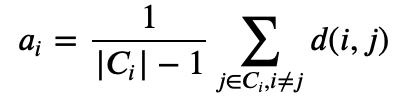 a_i = \frac{1}{|C_i| - 1} \sum_{j \in C_i, i \neq j} d(i, j)